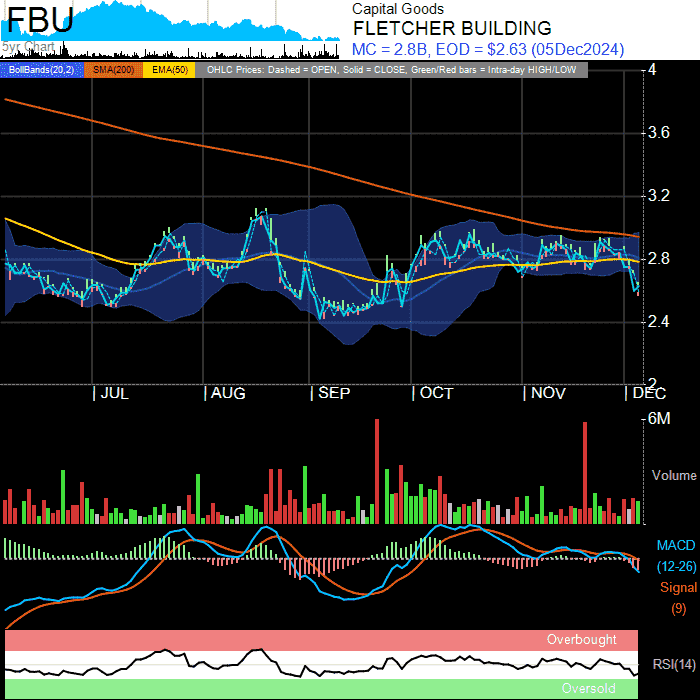 FBU
5yr Chart
Capital Goods
FLETCHER BUILDING
MC = 2.8B, EOD = $2.63 (05Dec2024)
BollBands(20,2) SMA(200) EMA(50) OHLC Prices: Dashed = OPEN, Solid = CLOSE, Green/Red bars = Intra-day HIGH/LOW
4
3.6
3.2
2.8
2.4
2
JUL AUG SEP OCT NOV DEC
6M
Volume
MACD
(12-26)
Signal
(9)
Overbought
RSI(14)
Oversold